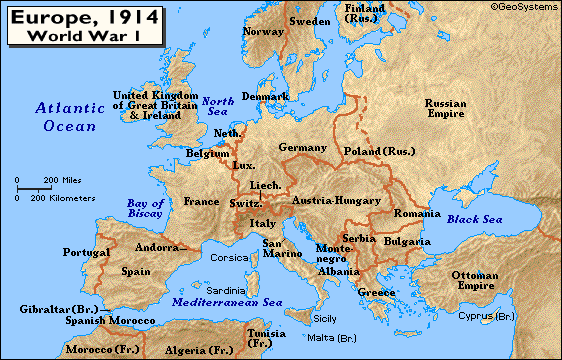 Europe, 1914
World War I
©GeoSystems
Finland
(Rus.)
Sweden
Norway
United Kingdom
of Great Britain
& Ireland
North
Sea
Denmark
Atlantic
Ocean
Russian
Empire
Neth.
Belgium
Germany
Poland (Rus.)
Lux.
0 200 Miles
0 200 Kilometers
Liech.
Bay of
Biscay
France
Switz.
Austria-Hungary
Romania
Black Sea
Italy
Portugal
Andorra
San
Marino
Monte-
negro
Serbia
Bulgaria
Corsica
Spain
Albania
Ottoman
Empire
Sardinia
Mediterranean Sea
Greece
Gibraltar (Br.)
Spanish Morocco
Sicily
Cyprus (Br.)
Malta (Br.)
Morocco (Fr.)
Algeria (Fr.)
Tunisia
(Fr.)